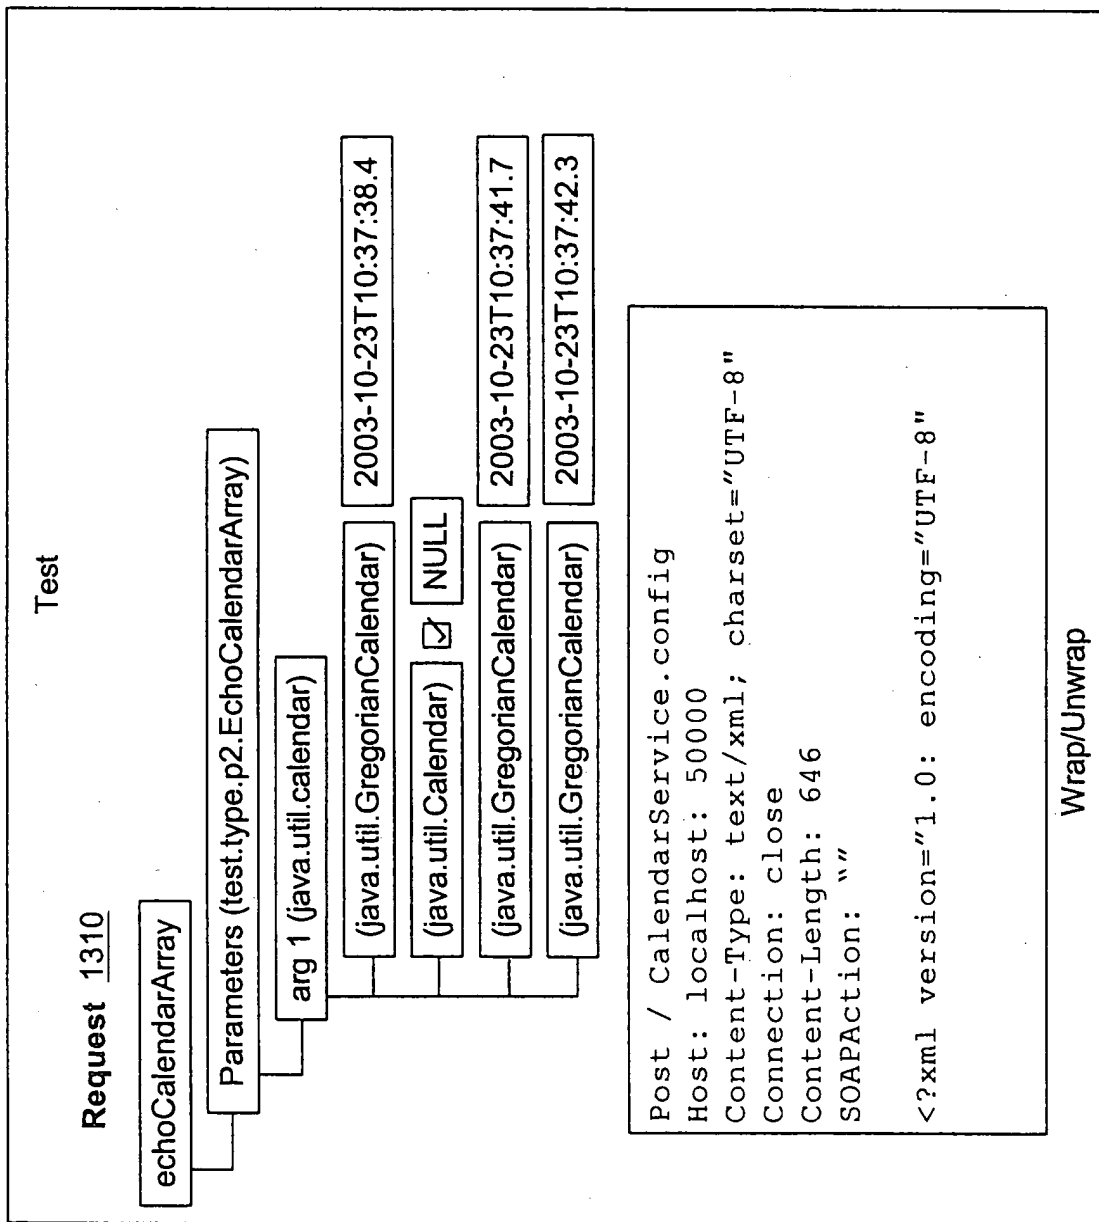 Test
Request 1310
echoCalendarArray
Parameters (test.type.p2.EchoCalendarArray)
arg 1 (java.util.calendar)
(java.util.GregorianCalendar) 2003-10-23T10:37:38.4
(java.util.Calendar) NULL
(java.util.GregorianCalendar) 2003-10-23T10:37:41.7
(java.util.GregorianCalendar) 2003-10-23T10:37:42.3
Post / CalendarService.config
Host: localhost: 50000
Content-Type: text/xml; charset="UTF-8"
Connection: close
Content-Length: 646
SOAPAction: “”
<?xml version="1.0: encoding="UTF-8"
Wrap/Unwrap